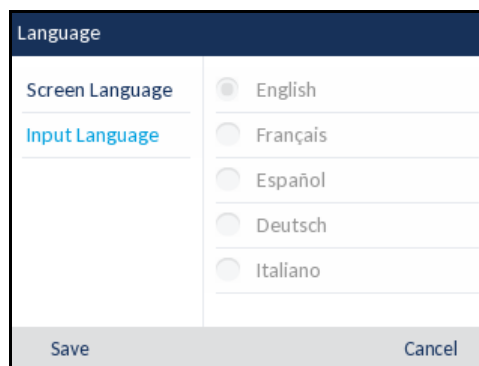 Language
Screen Language
Input Language
English
Français
Español
Deutsch
Italiano
Save
Cancel